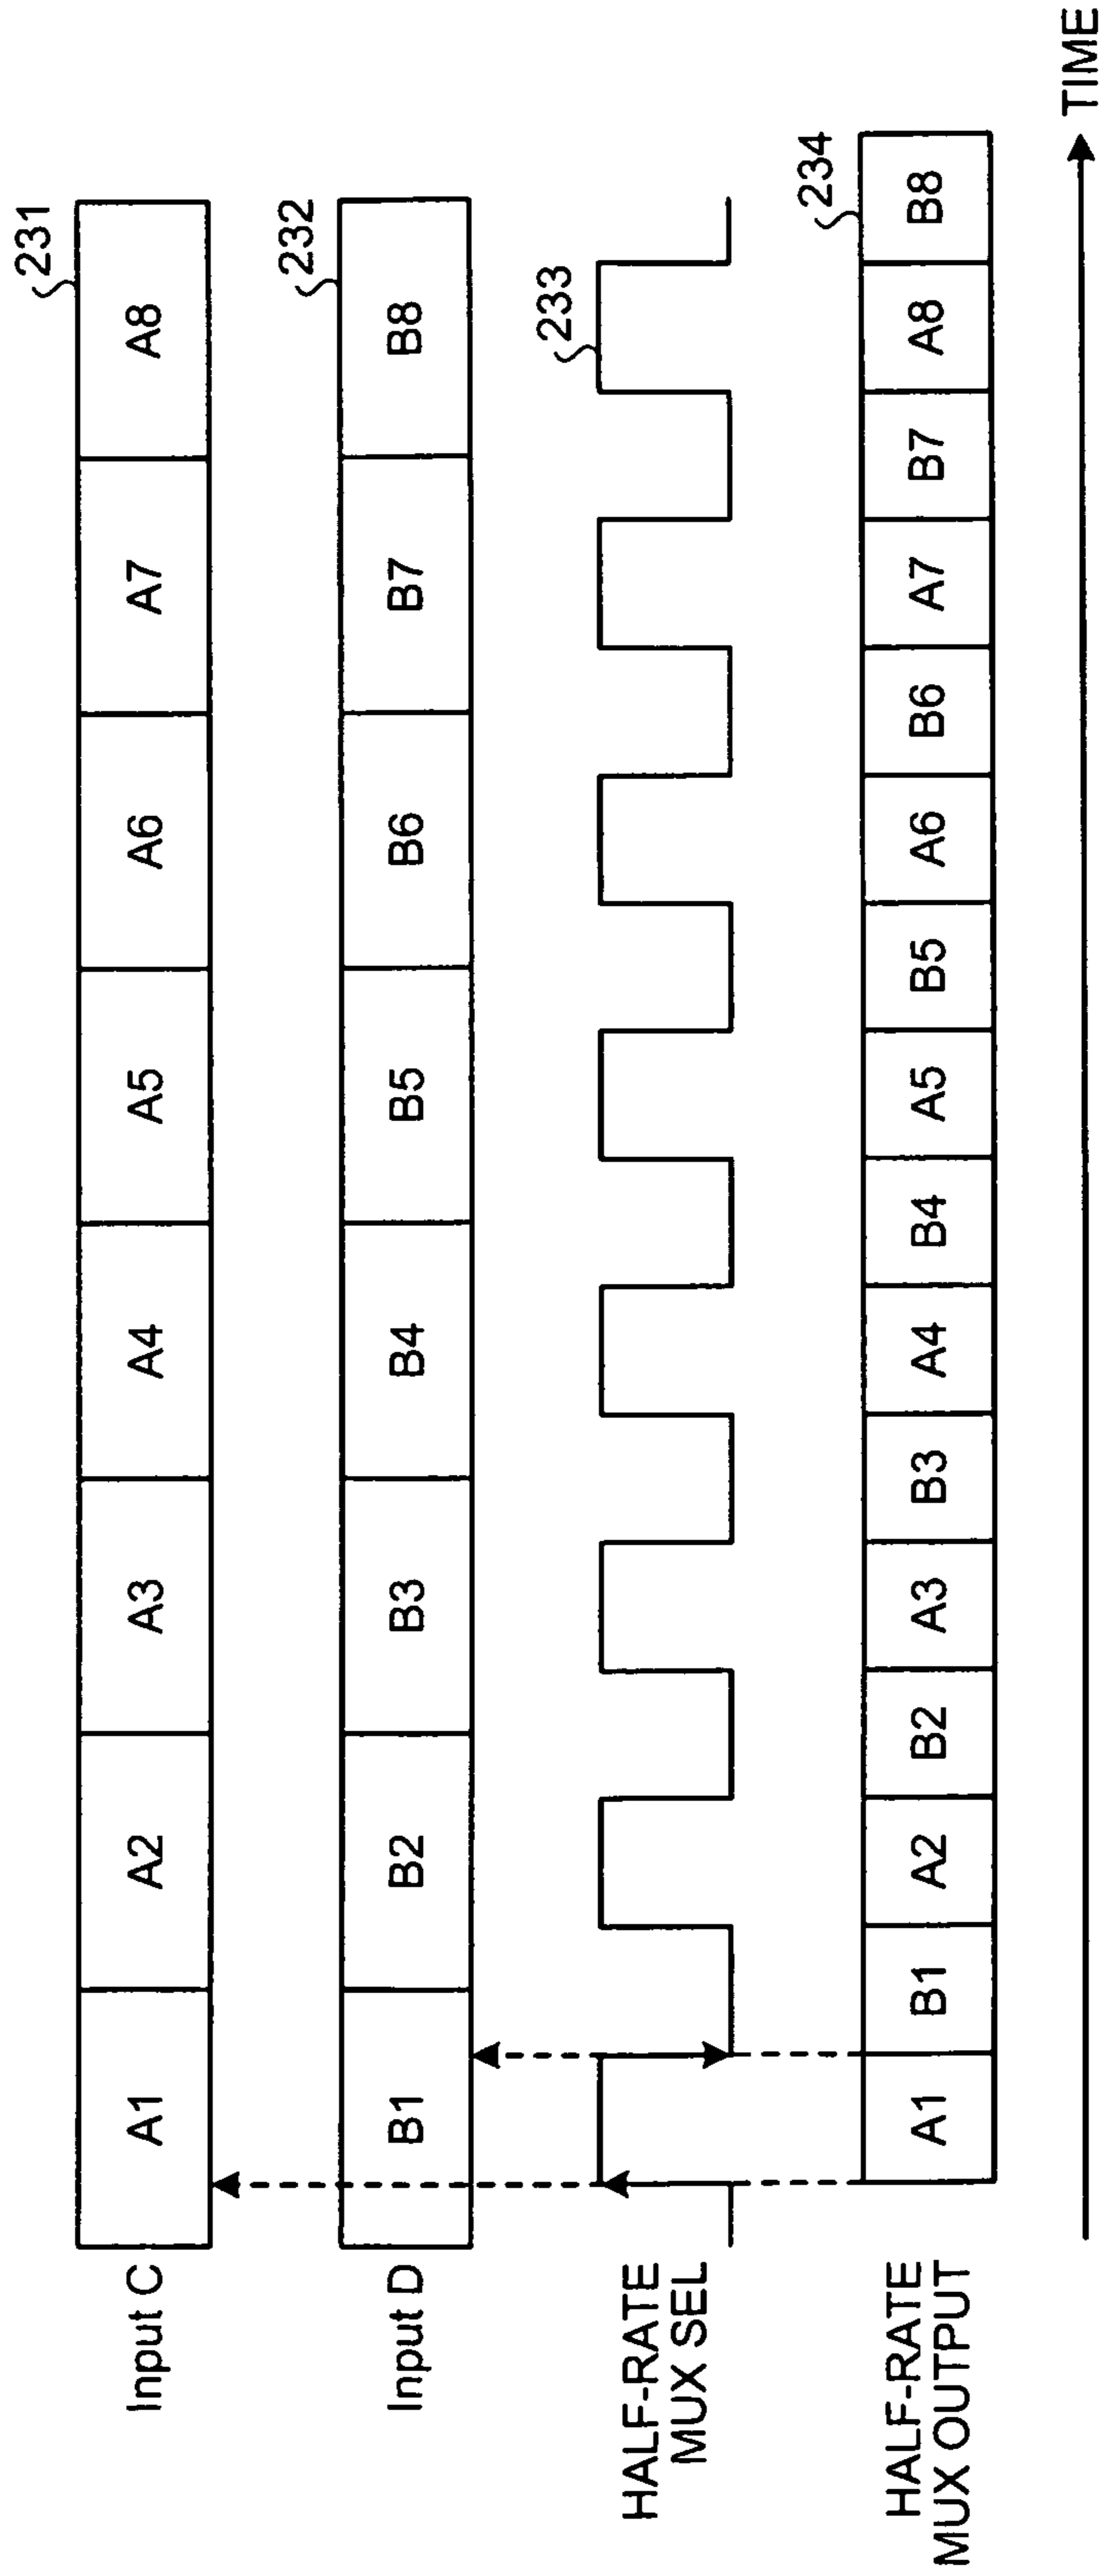 Input C
A1
A2
A3
A4
A5
A6
A7
A8
231
Input D
B1
B2
B3
B4
B5
B6
B7
B8
232
HALF-RATE
MUX SEL
233
HALF-RATE
MUX OUTPUT
A1
B1
A2
B2
A3
B3
A4
B4
A5
B5
A6
B6
A7
B7
A8
B8
234
TIME